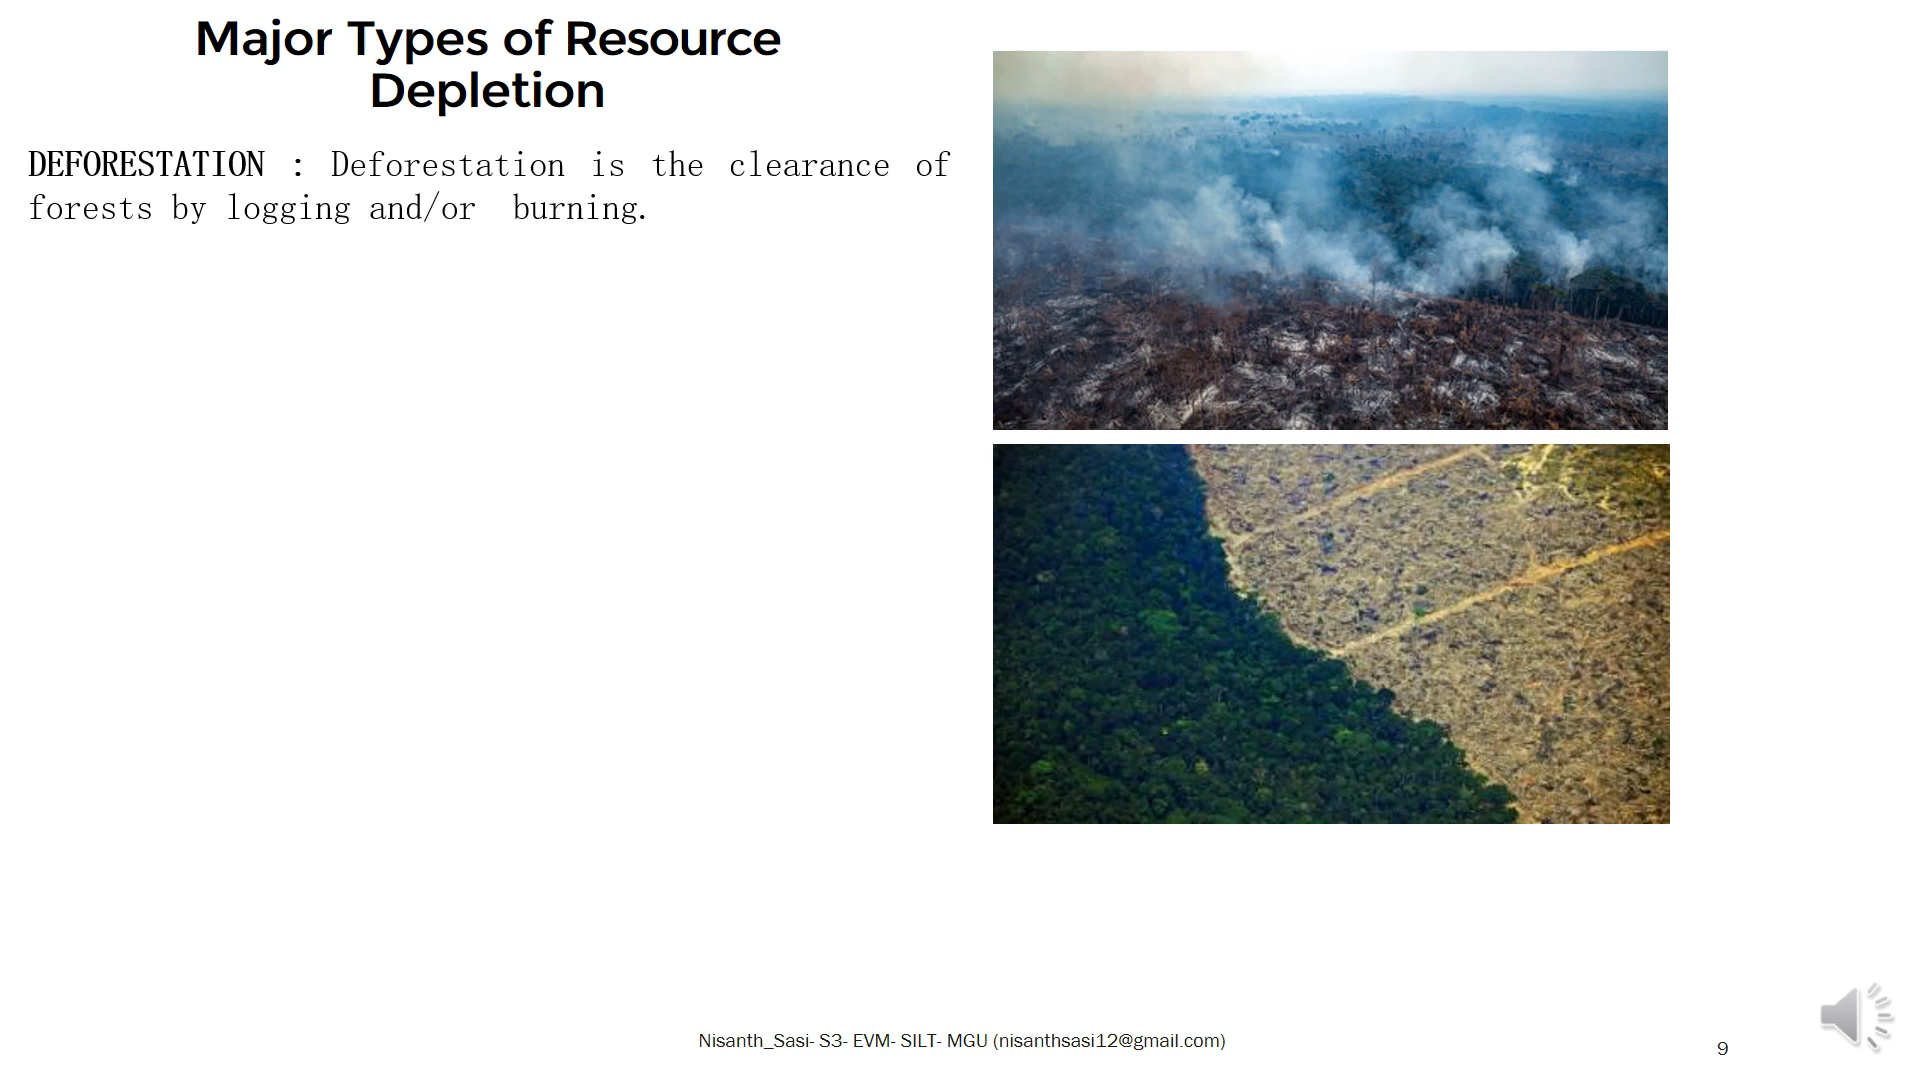 Major Types of Resource
Depletion
DEFORESTATION : Deforestation is the clearance of
forests by logging and/or burning.
Nisanth_Sasi- S3- EVM- SILT- MGU (nisanthsasi12@gmail.com)
9